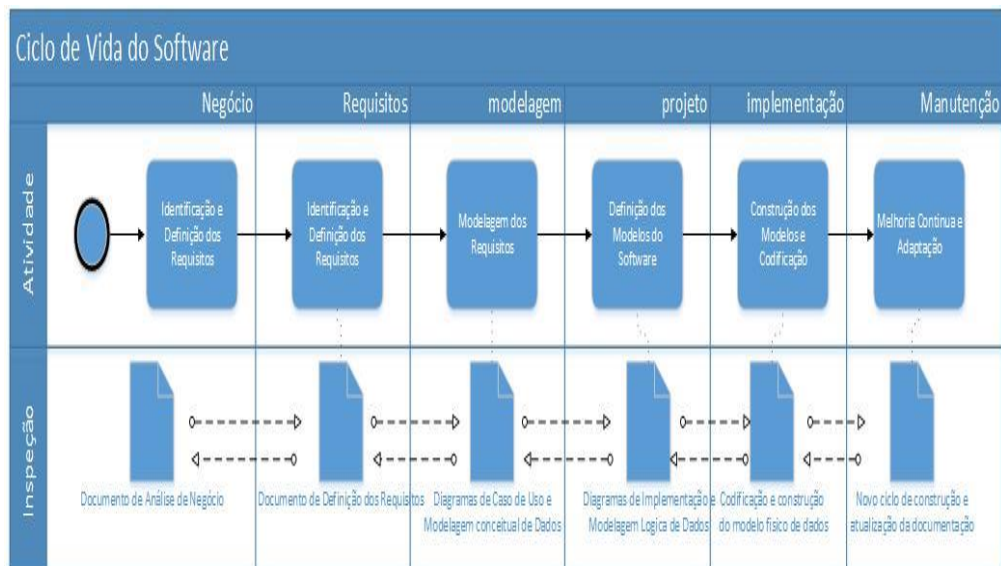 Ciclo de Vida do Software
Negócio
Requisitos
modelagem
projeto
implementação
Manutenção
Atividade
Identificação e
Definição dos
Requisitos
Identificação e
Definição dos
Requisitos
Modelagem dos
Requisitos
Definição dos
Modelos do
Software
Construção dos
Modelos e
Codificação
Melhoria Continua e
Adaptação
Inspeção
Documento de Análise de Negócio
Documento de Definição dos Requisitos
Diagramas de Caso de Uso e
Modelagem conceitual de Dados
Diagramas de Implementação e
Modelagem Logica de Dados
Codificação e construção
do modelo fisico de dados
Novo ciclo de construção e
atualização da documentação